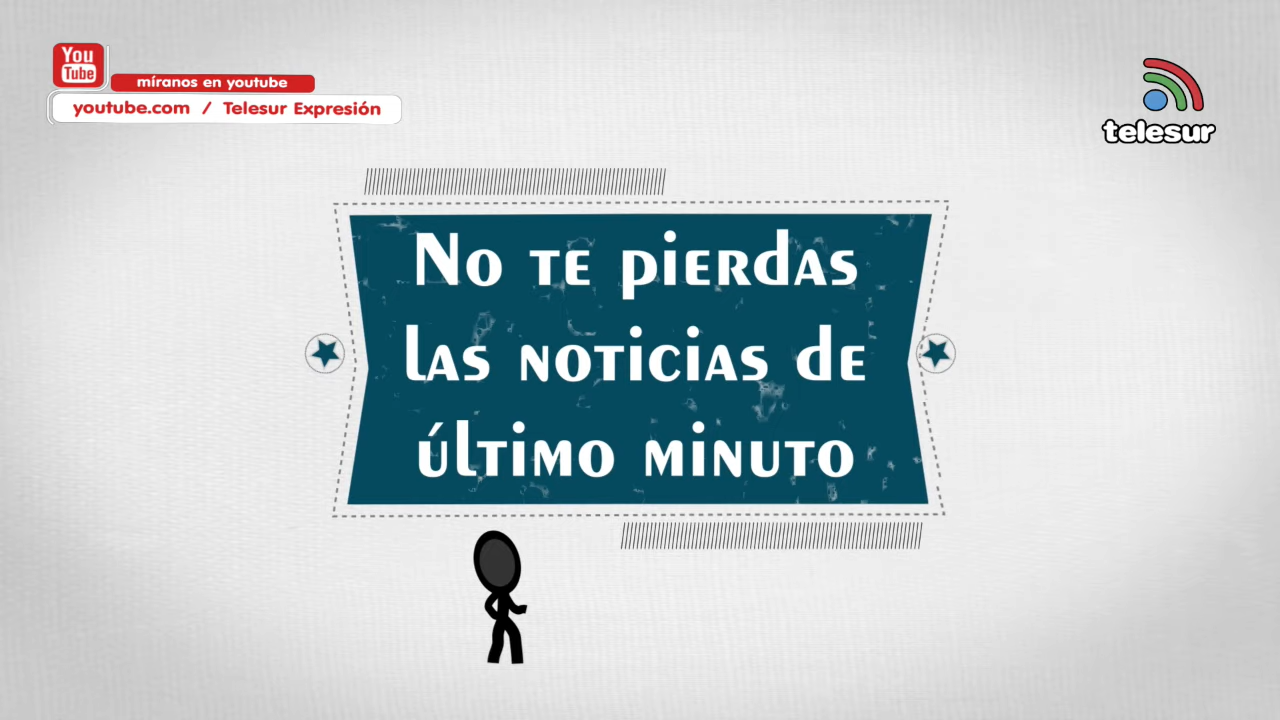 You
Tube
míranos en youtube
youtube.com / Telesur Expresión
telesur
No te pierdas
las noticias de
último minuto